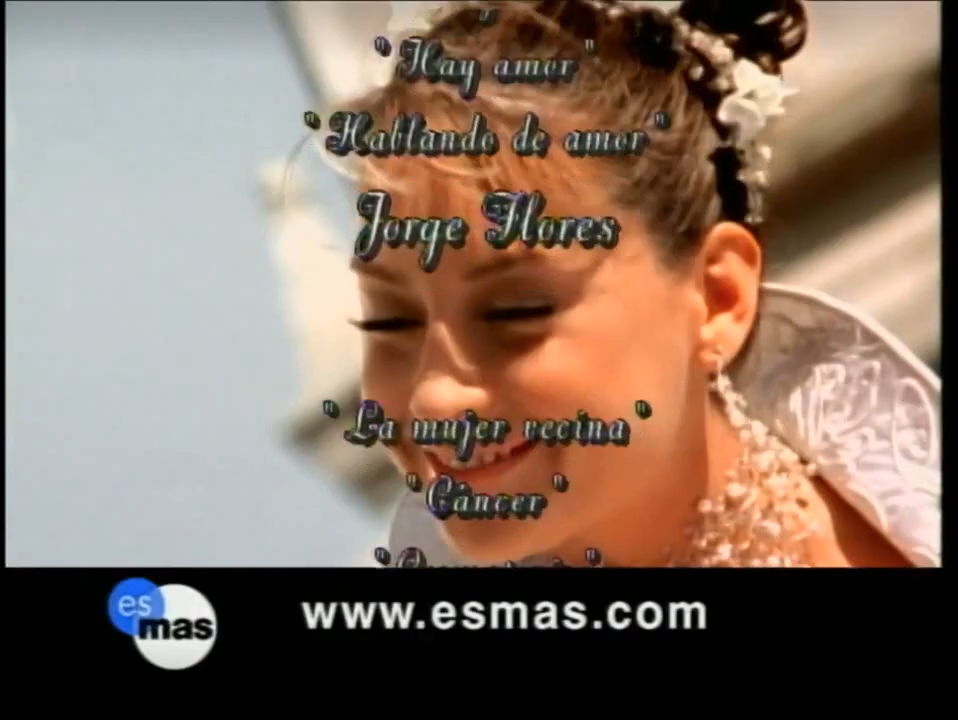 "Hay amor"
"Hablando de amor"
Jorge Flores
"La mujer vecina"
"Cáncer"
es
mas
www.esmas.com